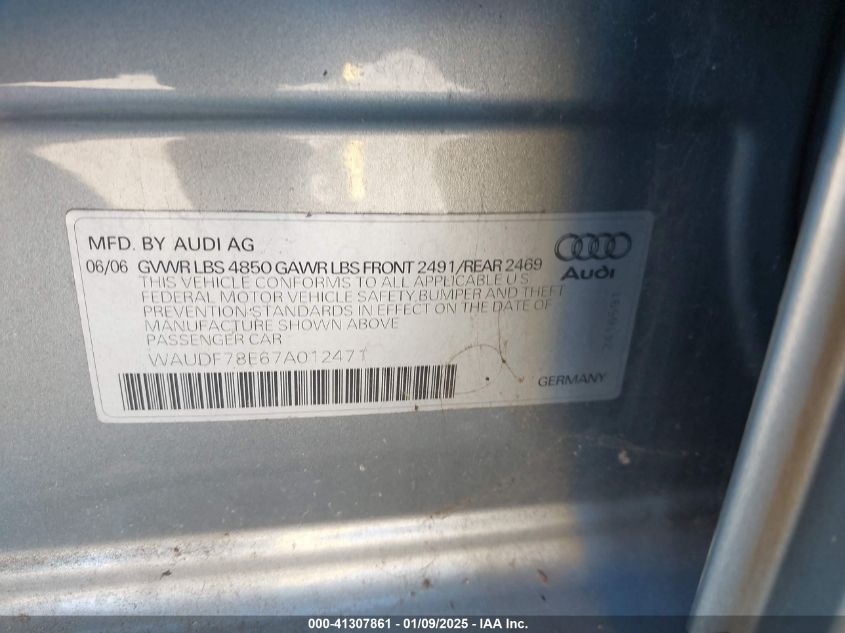 MFD. BY AUDI AG
06/06 GVWR LBS 4850 GAWR LBS FRONT 2491/REAR 2469
THIS VEHICLE CONFORMS TO ALL APPLICABLE U S
FEDERAL MOTOR VEHICLE SAFETY,BUMPER AND THEFT
PREVENTION STANDARDS IN EFFECT ON THE DATE OF
MANUFACTURE SHOWN ABOVE
PASSENGER CAR
WAUDF78E67A012471
Audi
GERMANY
000-41307861 - 01/09/2025 - IAA Inc.